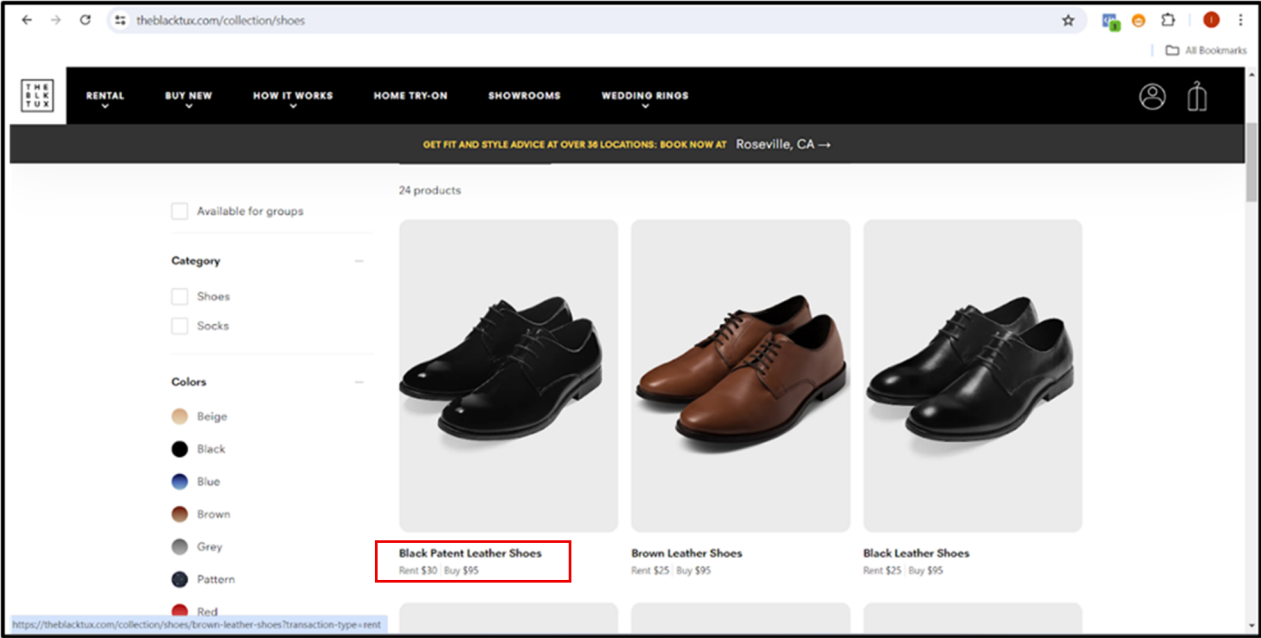 theblacktux.com/collection/shoes
All Bookmarks
THE
BLK
TUX
RENTAL
BUY NEW
HOW IT WORKS
HOME TRY-ON
SHOWROOMS
WEDDING RINGS
GET FIT AND STYLE ADVICE AT OVER 36 LOCATIONS: BOOK NOW AT Roseville, CA →
24 products
Available for groups
Category
Shoes
Socks
Colors
Beige
Black
Blue
Brown
Grey
Pattern
Red
Black Patent Leather Shoes
Rent $30 Buy $95
Brown Leather Shoes
Rent $25 Buy $95
Black Leather Shoes
Rent $25 Buy $95
https://theblacktux.com/collection/shoes/brown-leather-shoes?transaction-type=rent